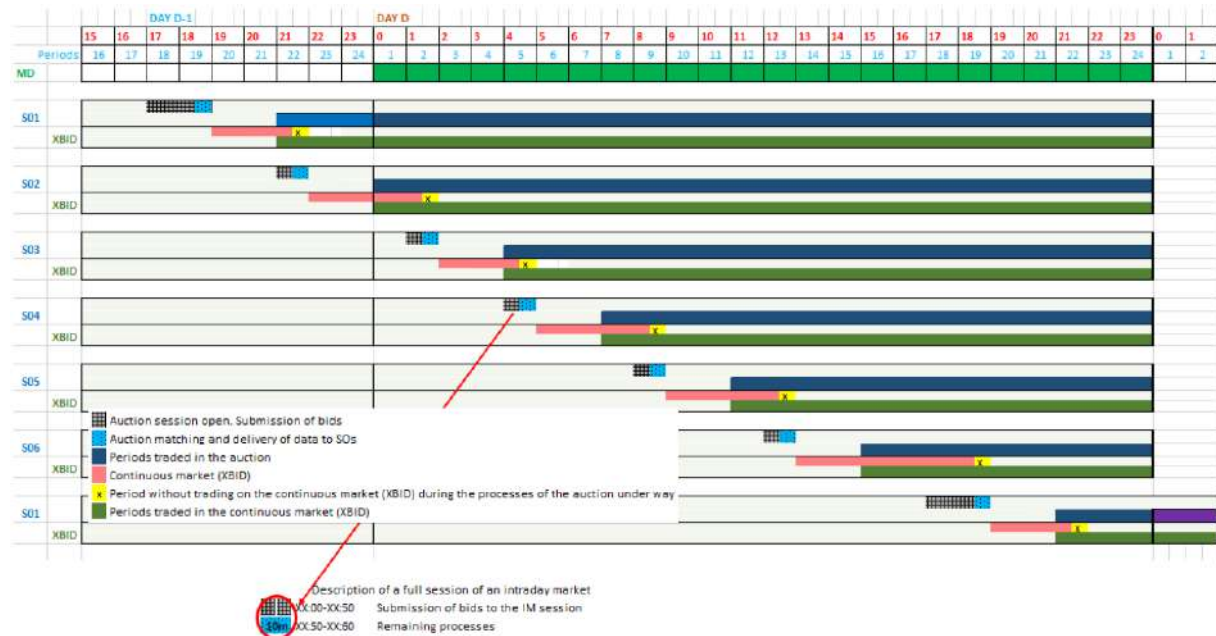 DAY D-1 DAY D
15 16 17 18 19 20 21 22 23 0 1 2 3 4 5 6 7 8 9 10 11 12 13 14 15 16 17 18 19 20 21 22 23 0 1
Periods 16 17 18 19 20 21 22 23 24 1 2 3 4 5 6 7 8 9 10 11 12 13 14 15 16 17 18 19 20 21 22 23 24 1 2
MD
S01
XBID x
S02
XBID x
S03
XBID x
S04
XBID x
S05
XBID x
Auction session open. Submission of bids
Auction matching and delivery of data to SOs
S06
Periods traded in the auction
XBID x
Continuous market (XBID)
x Period without trading on the continuous market (XBID) during the processes of the auction under way
S01
Periods traded in the continuous market (XBID)
XBID x
Description of a full session of an intraday market
XX:00-XX:50 Submission of bids to the IM session
10m XX:50-XX:60 Remaining processes